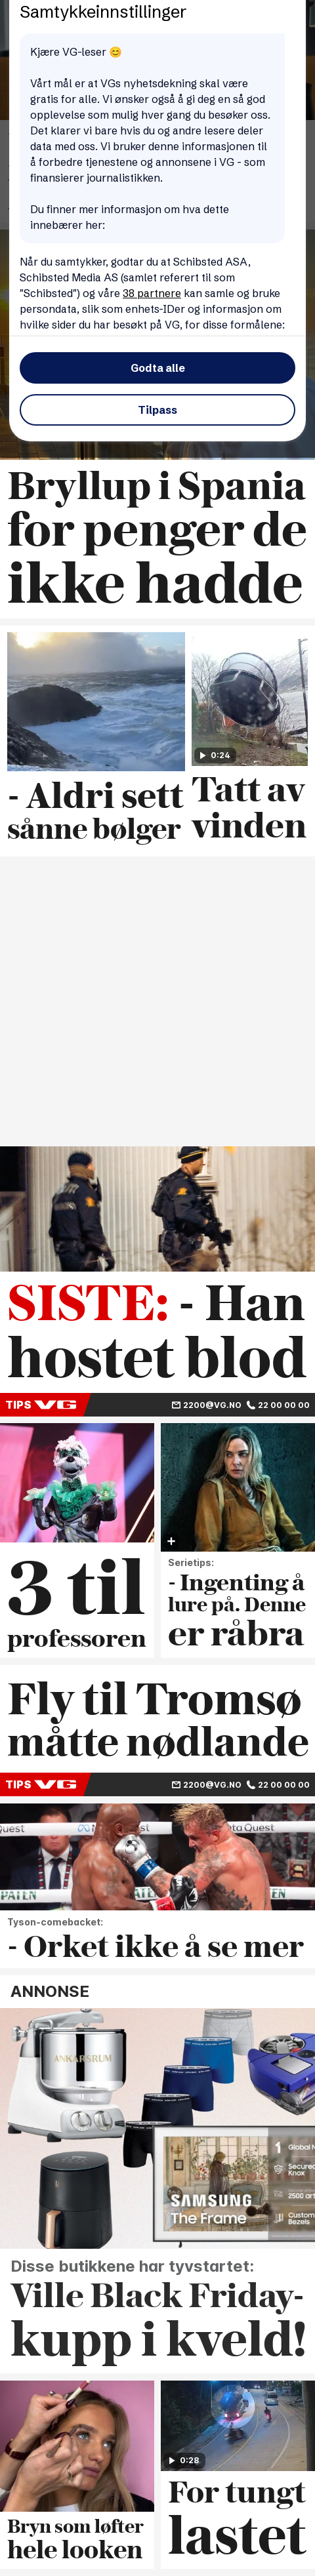 Samtykkeinnstillinger
Kjære VG-leser 😊
Vårt mål er at VGs nyhetsdekning skal være
gratis for alle. Vi ønsker også å gi deg en så god
opplevelse som mulig hver gang du besøker oss.
Det klarer vi bare hvis du og andre lesere deler
data med oss. Vi bruker denne informasjonen til
å forbedre tjenestene og annonsene i VG - som
finansierer journalistikken.
Du finner mer informasjon om hva dette
innebærer her:
Når du samtykker, godtar du at Schibsted ASA,
Schibsted Media AS (samlet referert til som
"Schibsted") og våre 38 partnere kan samle og bruke
persondata, slik som enhets-IDer og informasjon om
hvilke sider du har besøkt på VG, for disse formålene:
Godta alle
Tilpass
Bryllup i Spania
for penger de
ikke hadde
- Aldri sett
sånne bølger
0:24
Tatt av
vinden
SISTE: - Han
hostet blod
TIPS VG 2200@VG.NO 22 00 00 00
3 til
professoren
Serietips:
- Ingenting å
lure på. Denne
er råbra
Fly til Tromsø
måtte nødlande
TIPS VG 2200@VG.NO 22 00 00 00
Quest
Quest
PATEN
Tyson-comebacket:
- Orket ikke å se mer
ANNONSE
ANKARSRUM
SAMSUNG
The Frame
Disse butikkene har tyvstartet:
Ville Black Friday-
kupp i kveld!
Bryn som løfter
hele looken
0:28
For tungt
lastet